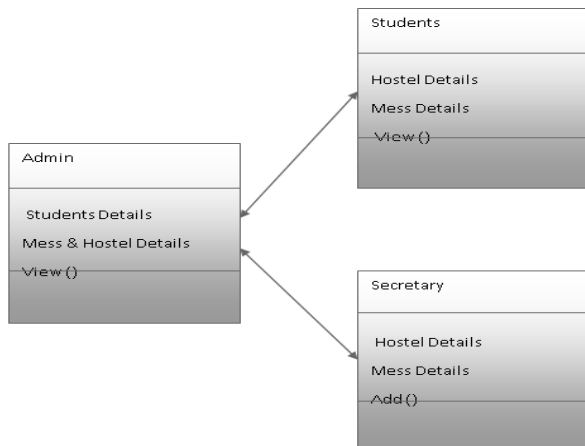 Students
Hostel Details
Mess Details
View ()
Admin
Students Details
Mess & Hostel Details
View ()
Secretary
Hostel Details
Mess Details
Add ()